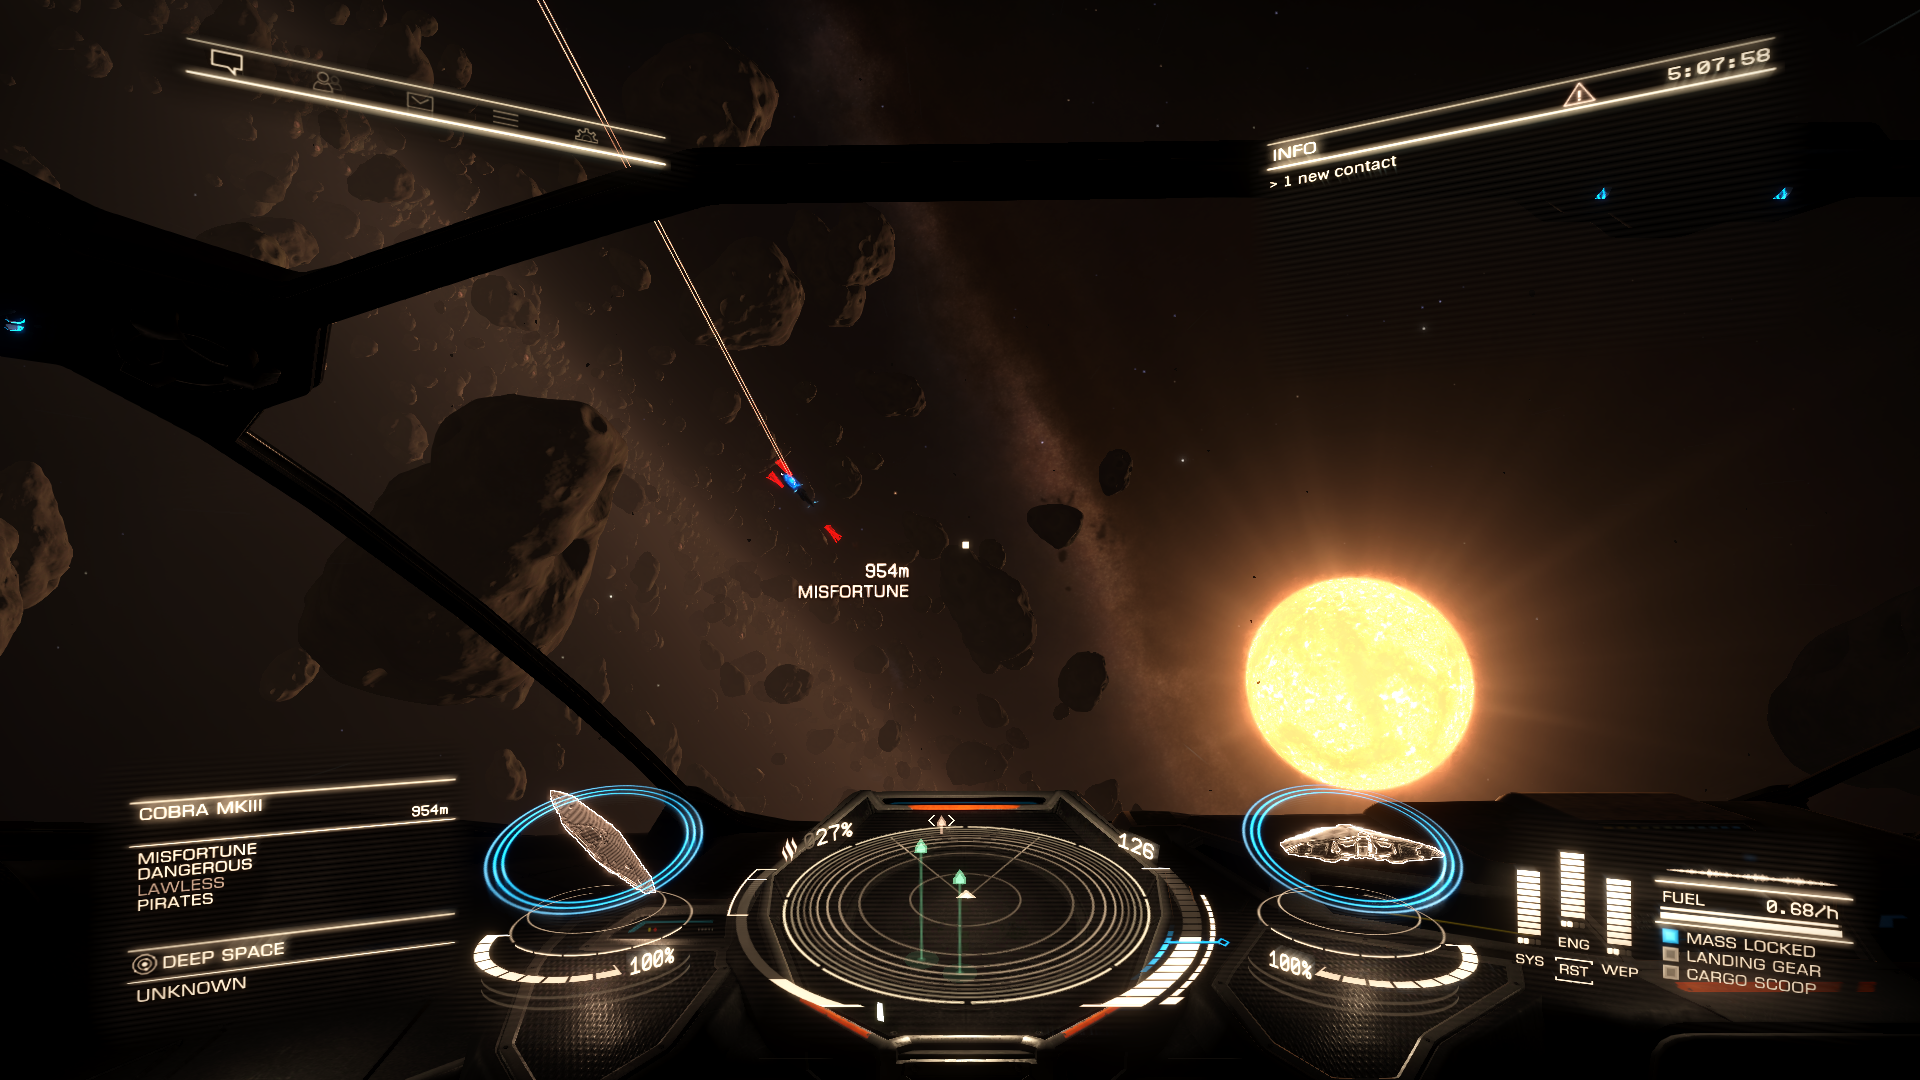 5:07:58
INFO
> 1 new contact
954m
MISFORTUNE
COBRA MKIII
954m
MISFORTUNE
DANGEROUS
LAWLESS
PIRATES
DEEP SPACE
UNKNOWN
100%
27%
126
100%
SYS
ENG
RST
WEP
FUEL
0.68/h
MASS LOCKED
LANDING GEAR
CARGO SCOOP